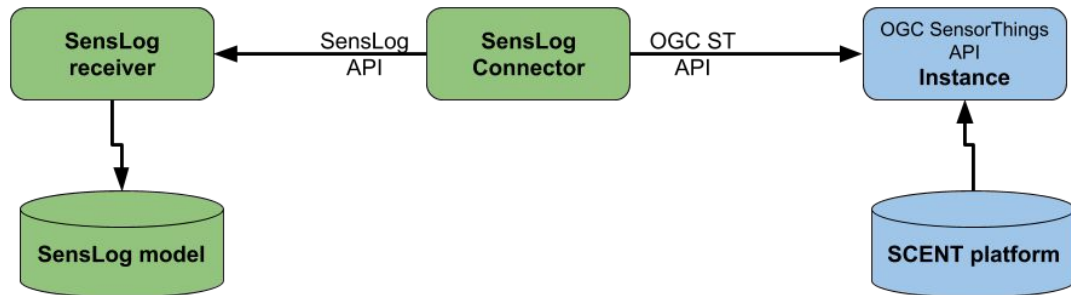 SensLog
receiver
SensLog
API
SensLog
Connector
OGC ST
API
OGC SensorThings
API
Instance
SensLog model
SCENT platform